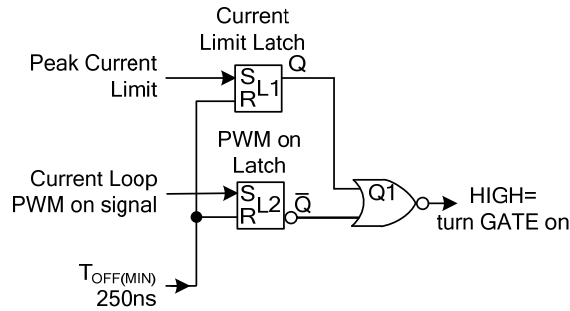 Current
Limit Latch
Peak Current
Limit
S
R
L1
Q
PWM on
Latch
Current Loop
PWM on signal
S
R
L2
Q̅
Q1
HIGH=
turn GATE on
TOFF(MIN)
250ns